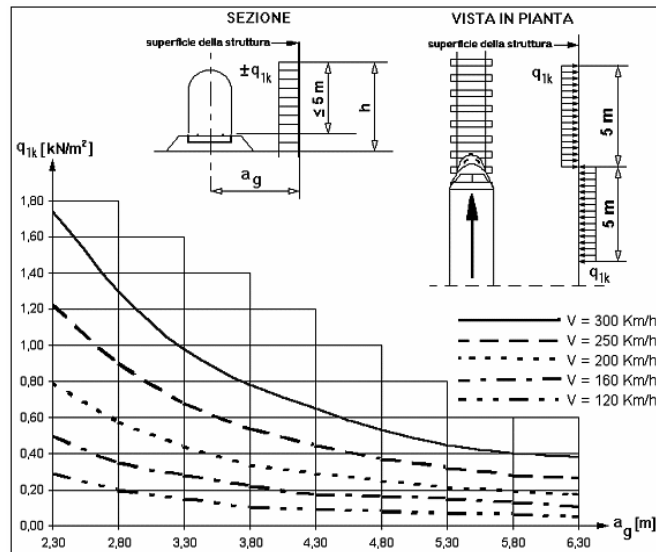 SEZIONE
VISTA IN PIANTA
superficie della struttura
superficie della struttura
±q1k
≤ 5 m
h
q1k
5 m
5 m
q1k
ag
q1k [kN/m²]
1,80
1,60
1,40
1,20
1,00
0,80
0,60
0,40
0,20
0,00
V = 300 Km/h
V = 250 Km/h
V = 200 Km/h
V = 160 Km/h
V = 120 Km/h
2,30 2,80 3,30 3,80 4,30 4,80 5,30 5,80 6,30
ag [m]